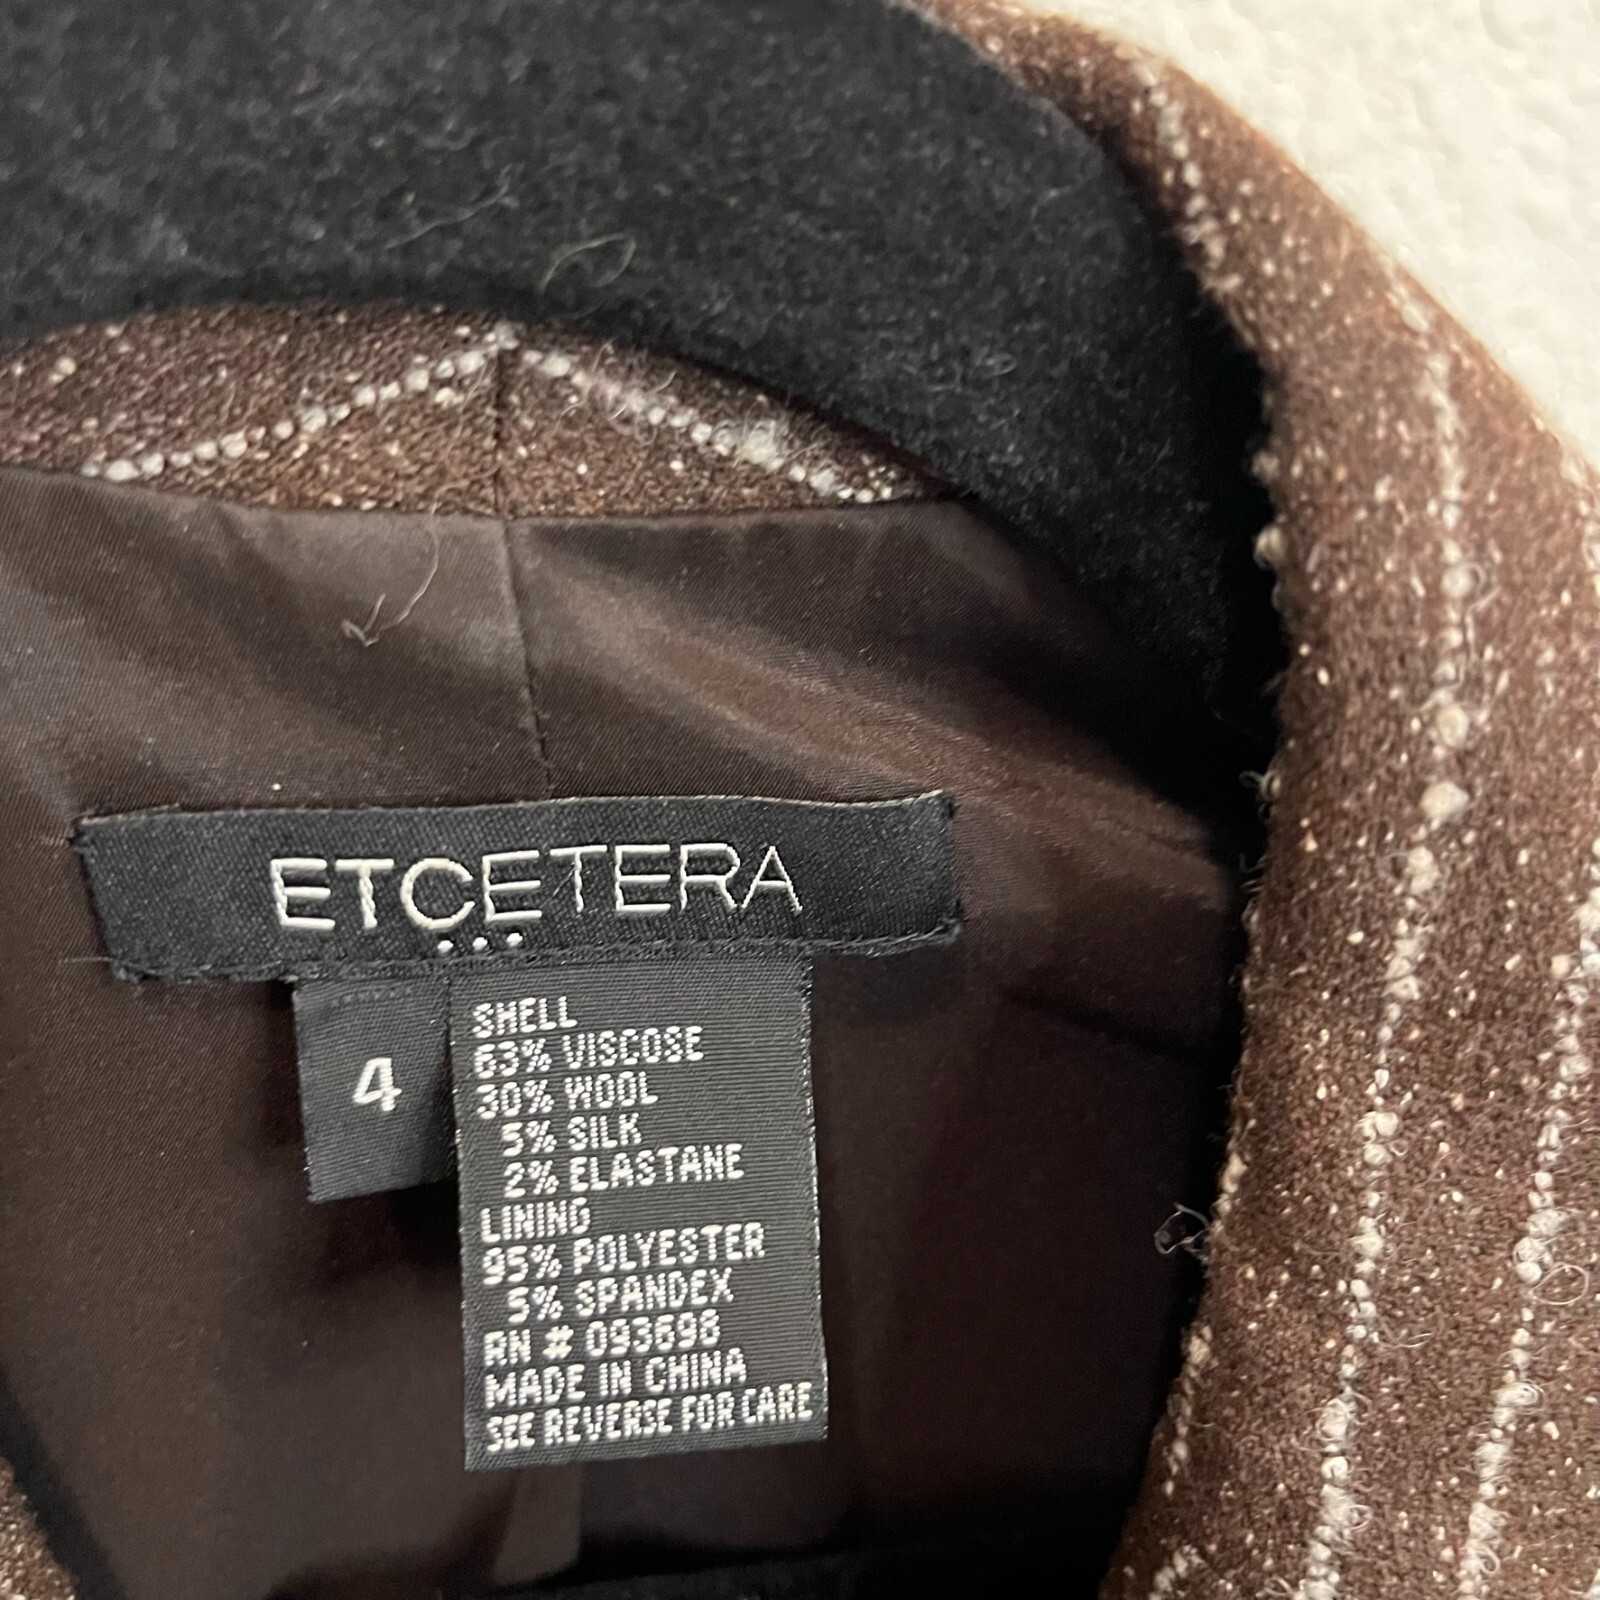 ETCETERA
...
4
SHELL
63% VISCOSE
30% WOOL
5% SILK
2% ELASTANE
LINING
95% POLYESTER
5% SPANDEX
RN # 093698
MADE IN CHINA
SEE REVERSE FOR CARE